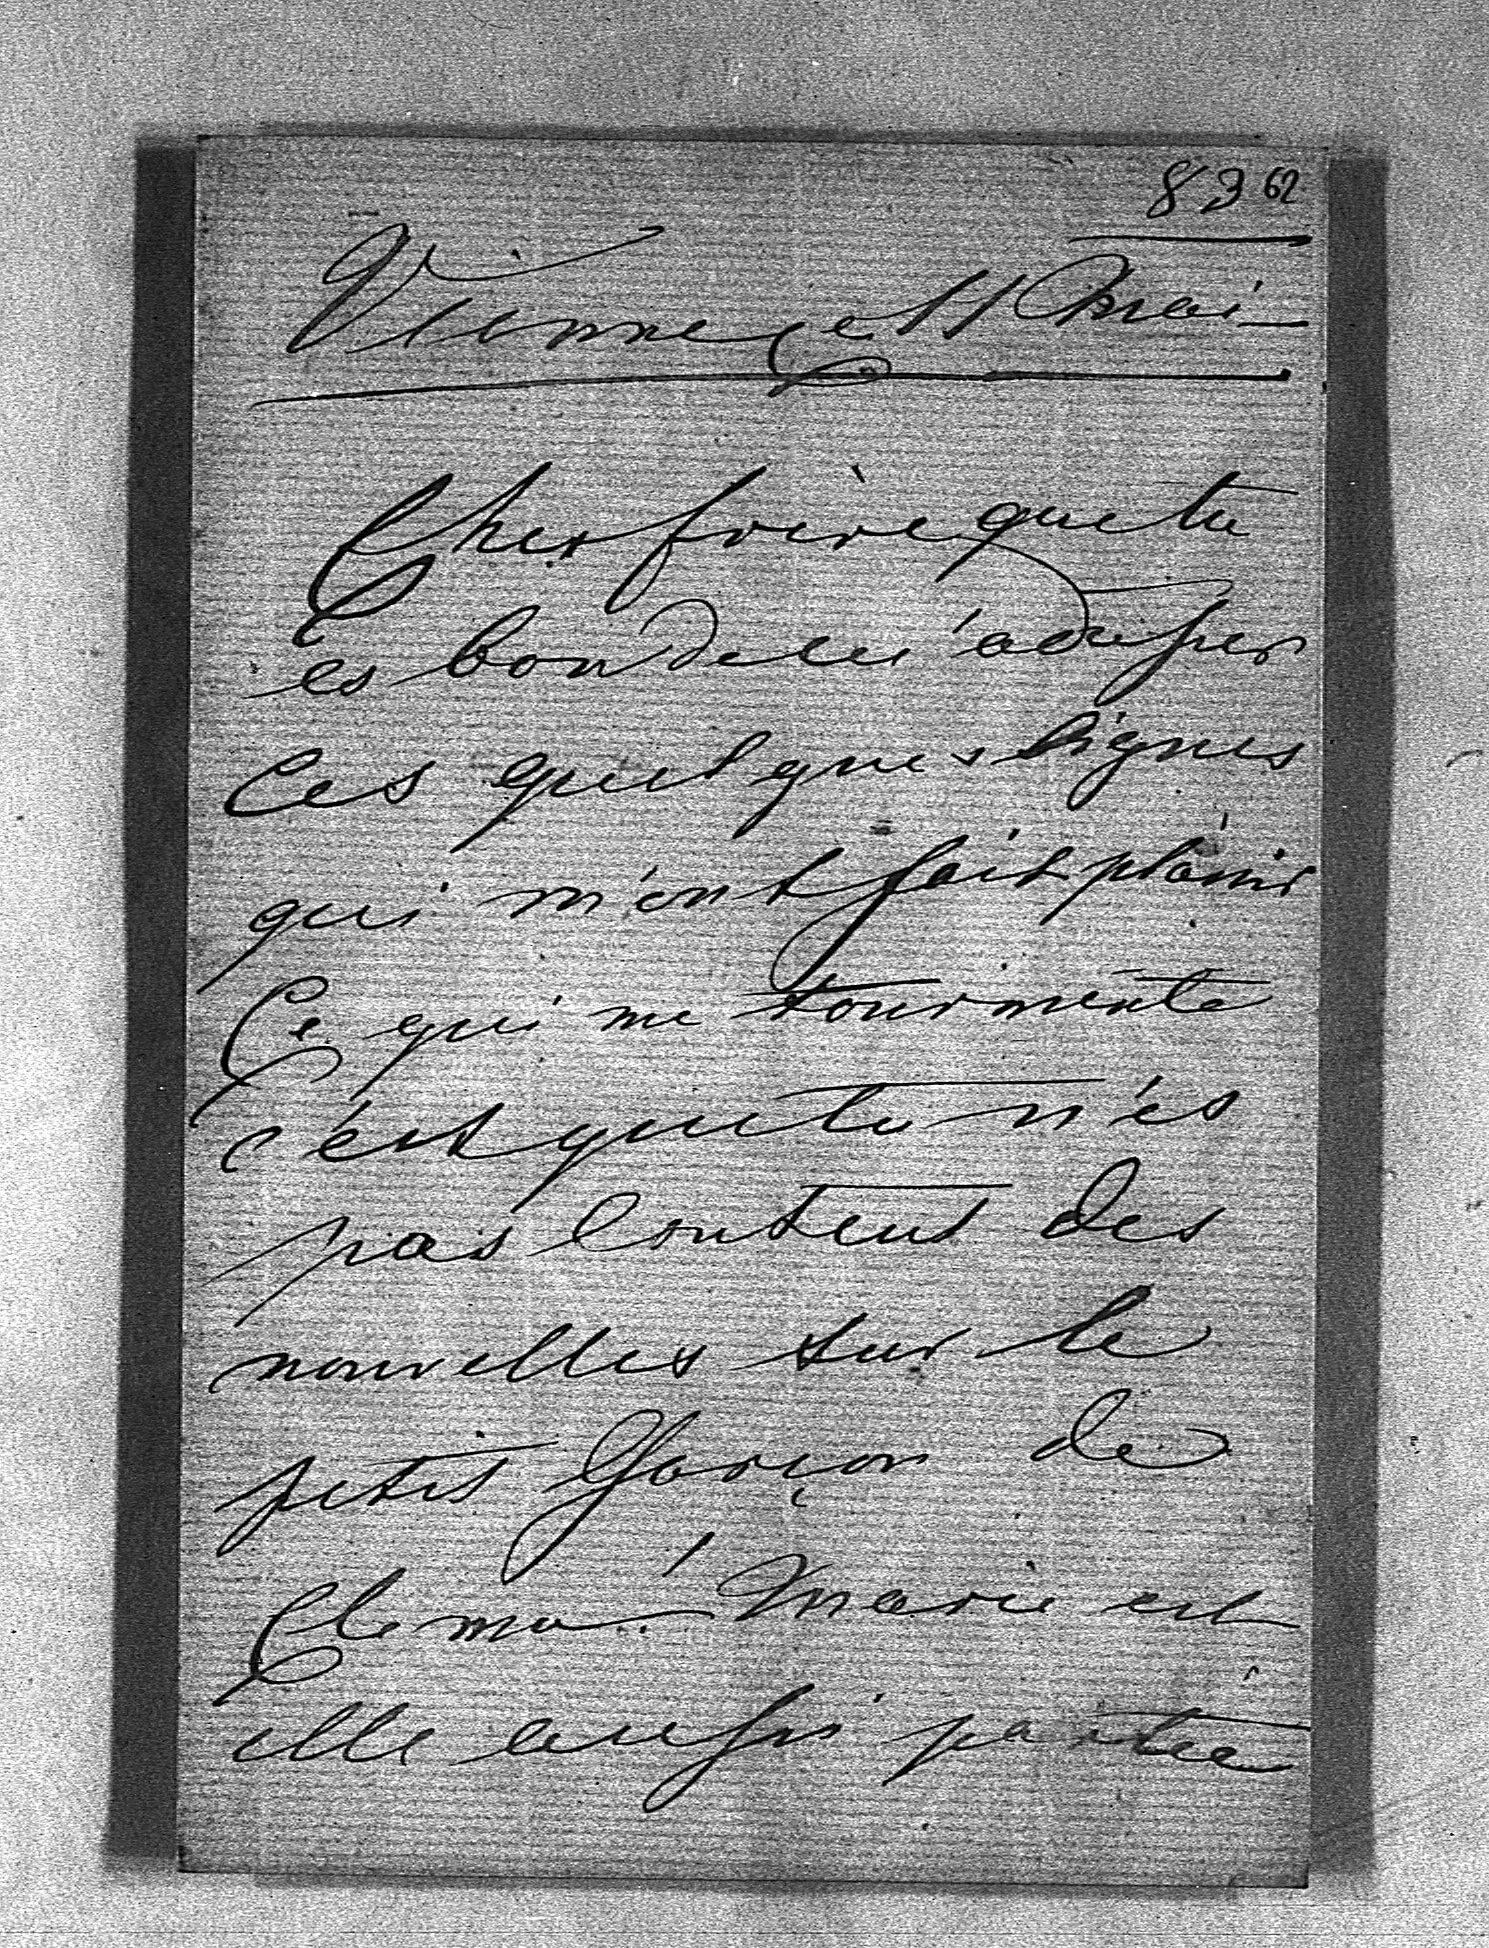 83 62
Vienne ce 11 Mai
Cher frère que tu
es bon de m'adresser
ces quelques lignes
qui m'ont fait plaisir
Ce qui me tourmente
c'est que tu n'es
pas content des
nouvelles sur le
petit Garçon de
Clema! Marie est
elle aussi partie